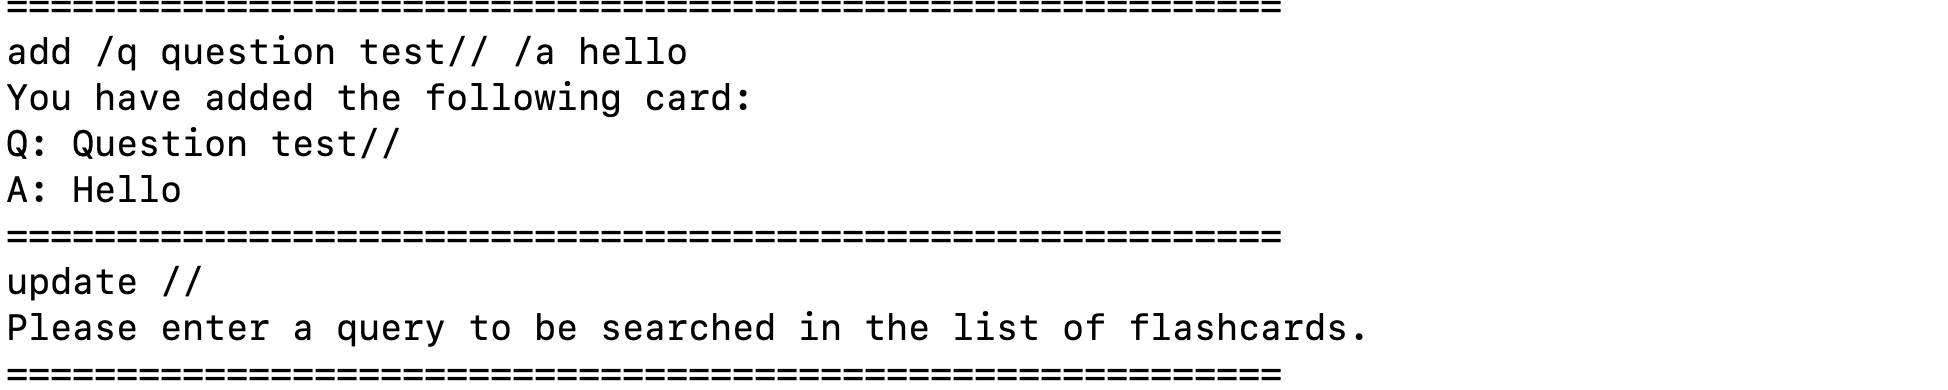 ==========================================================
add /q question test// /a hello
You have added the following card:
Q: Question test//
A: Hello
==========================================================
update //
Please enter a query to be searched in the list of flashcards.
==========================================================